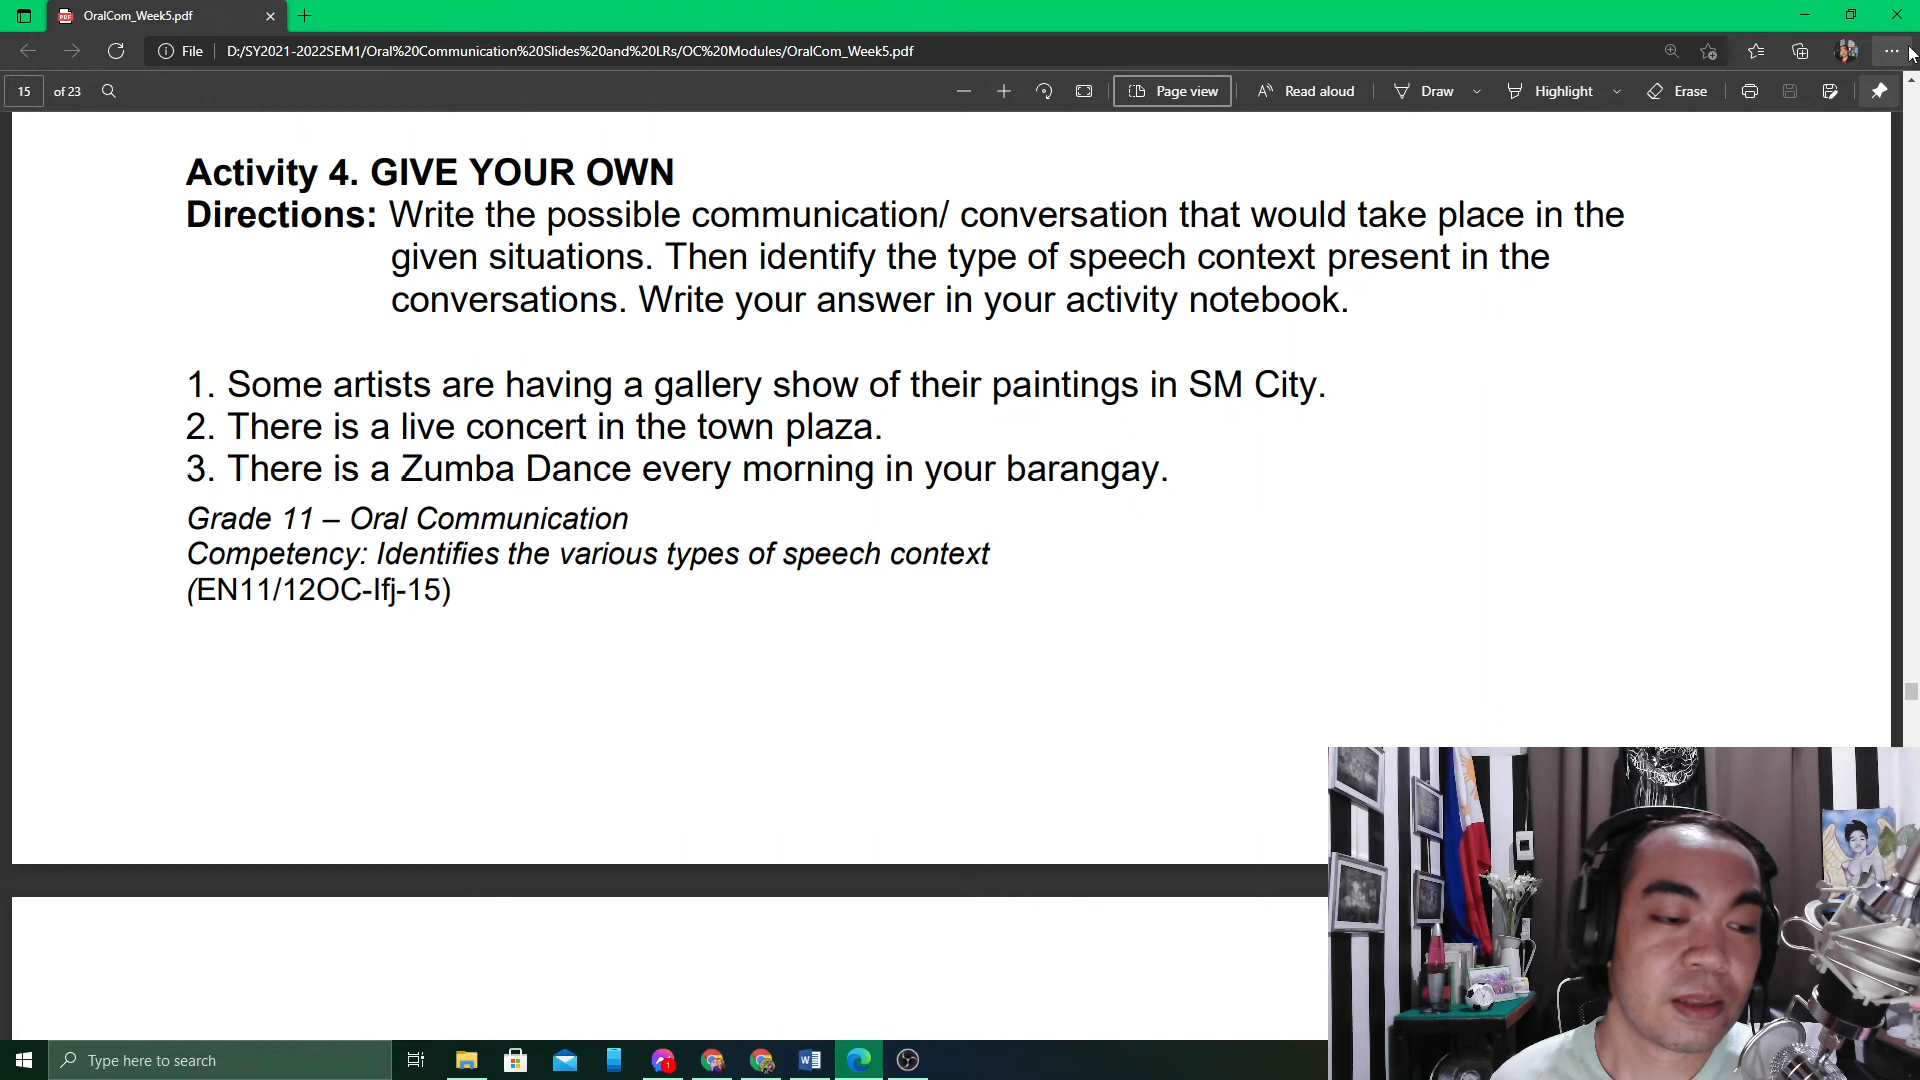 OralCom_Week5.pdf
File D:/SY2021-2022SEM1/Oral%20Communication%20Slides%20and%20LRs/OC%20Modules/OralCom_Week5.pdf
15 of 23 Page view Read aloud Draw Highlight Erase
Activity 4. GIVE YOUR OWN
Directions: Write the possible communication/ conversation that would take place in the
given situations. Then identify the type of speech context present in the
conversations. Write your answer in your activity notebook.
1. Some artists are having a gallery show of their paintings in SM City.
2. There is a live concert in the town plaza.
3. There is a Zumba Dance every morning in your barangay.
Grade 11 – Oral Communication
Competency: Identifies the various types of speech context
(EN11/12OC-Ifj-15)
Type here to search
1